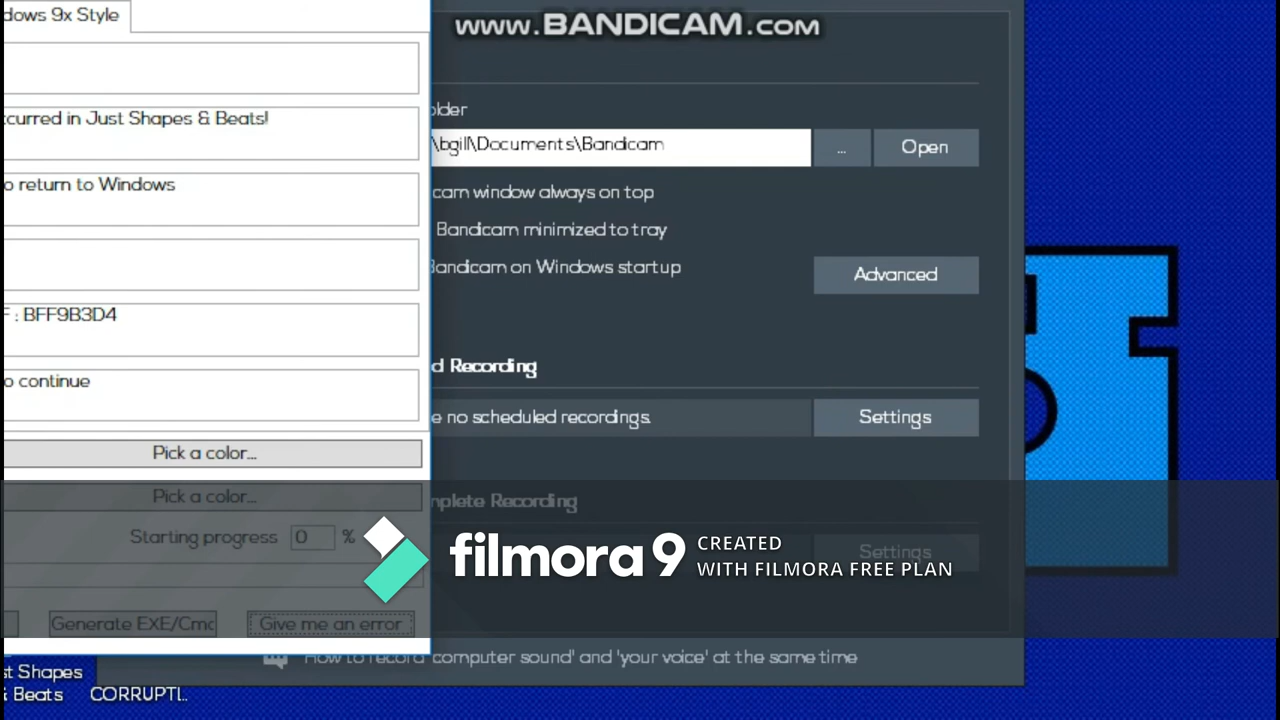 dows 9x Style
www.BANDICAM.com
older
ccurred in Just Shapes & Beats!
\bgill\Documents\Bandicam
...
Open
o return to Windows
cam window always on top
Bandicam minimized to tray
Bandicam on Windows startup
Advanced
F : BFF9B3D4
d Recording
o continue
e no scheduled recordings.
Settings
Pick a color...
Pick a color...
mplete Recording
Starting progress 0 %
filmora 9 CREATED
WITH FILMORA FREE PLAN
Settings
Generate EXE/Cmd
Give me an error
How to record 'computer sound' and 'your voice' at the same time
st Shapes
& Beats
CORRUPTI..